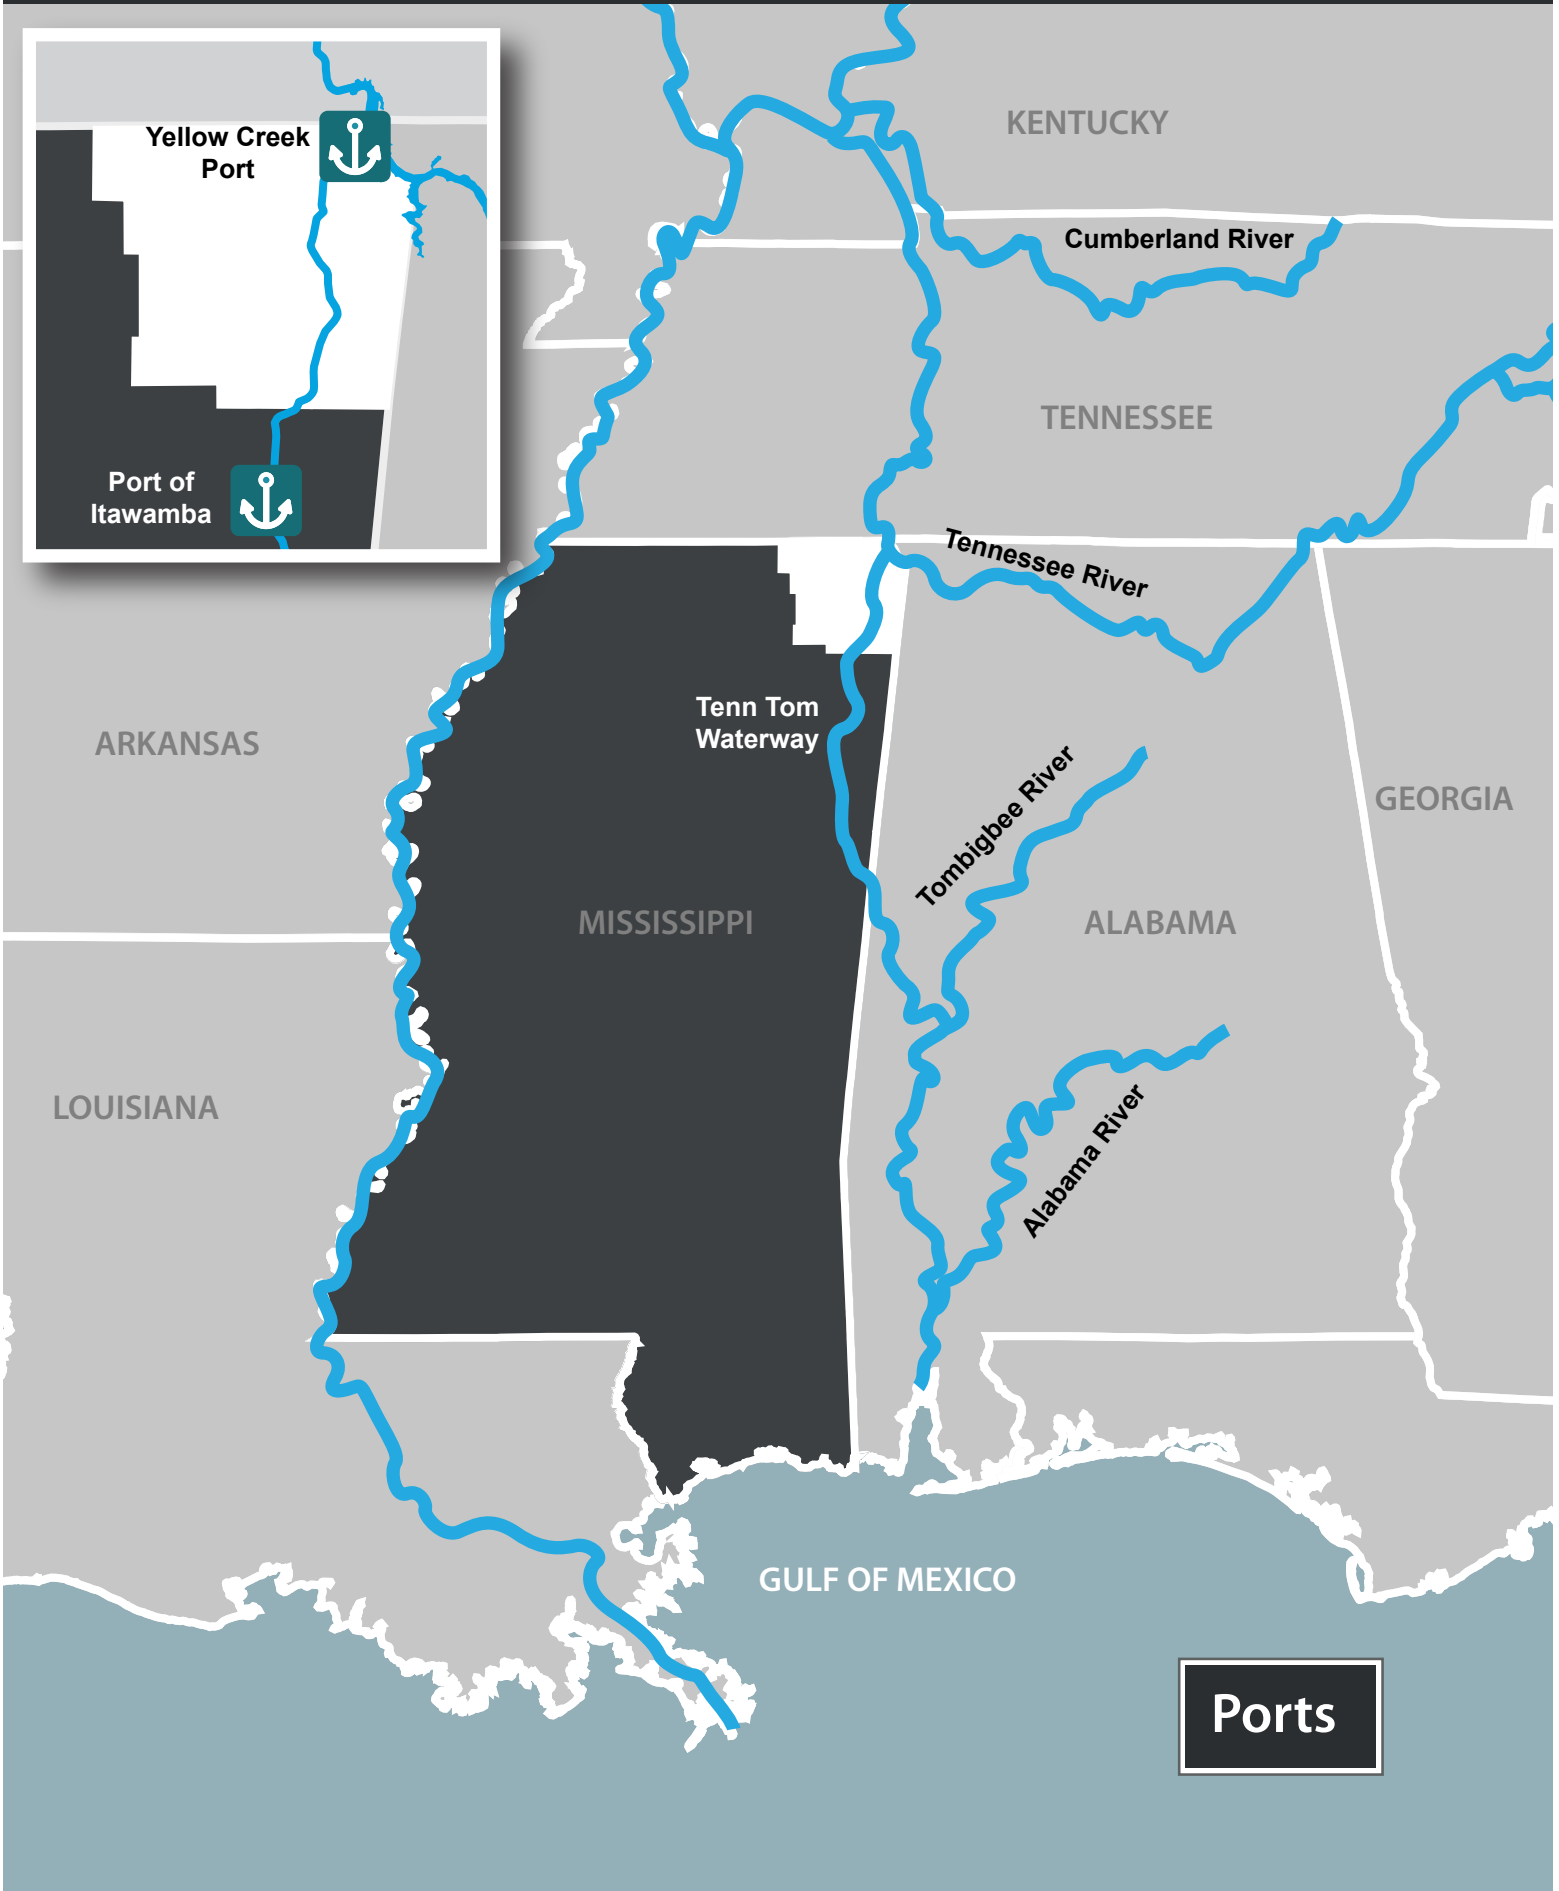 KENTUCKY
Yellow Creek
Port
Cumberland River
TENNESSEE
Port of
Itawamba
Tennessee River
Tenn Tom
Waterway
ARKANSAS
Tombigbee River
GEORGIA
MISSISSIPPI
ALABAMA
LOUISIANA
Alabama River
GULF OF MEXICO
Ports